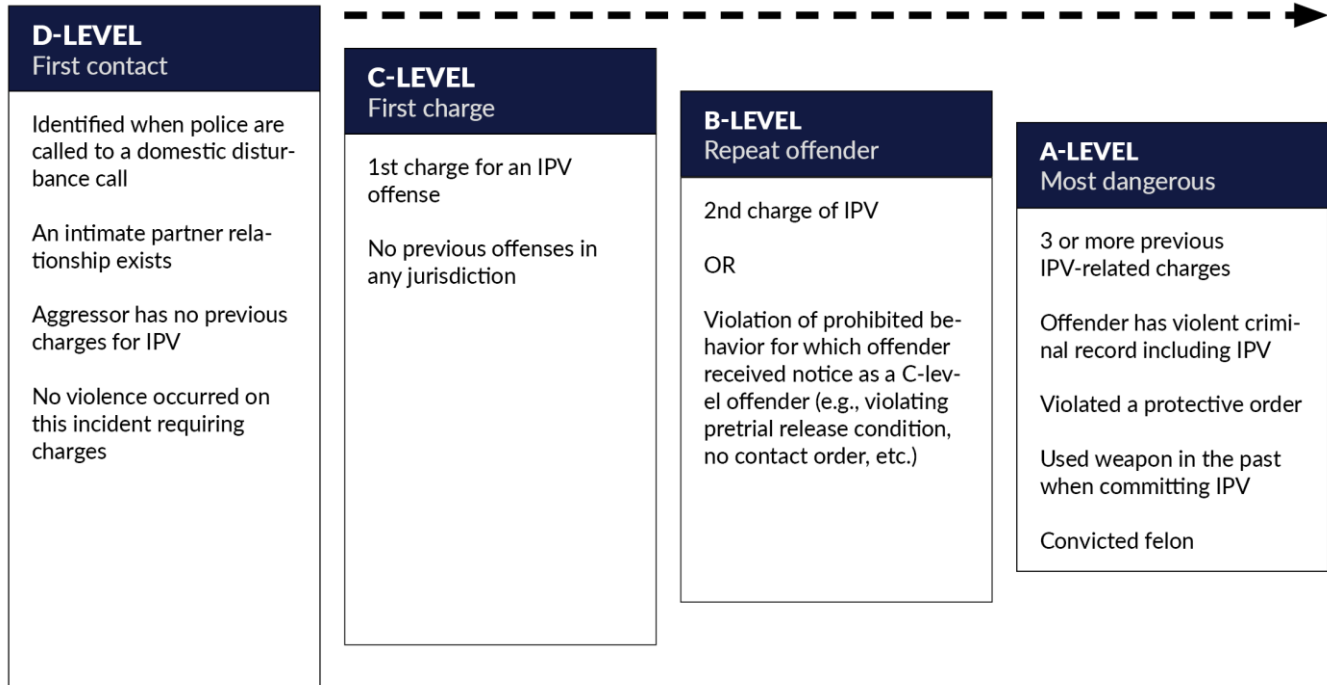 D-LEVEL
First contact
Identified when police are
called to a domestic distur-
bance call
An intimate partner rela-
tionship exists
Aggressor has no previous
charges for IPV
No violence occurred on
this incident requiring
charges
C-LEVEL
First charge
1st charge for an IPV
offense
No previous offenses in
any jurisdiction
B-LEVEL
Repeat offender
2nd charge of IPV
OR
Violation of prohibited be-
havior for which offender
received notice as a C-lev-
el offender (e.g., violating
pretrial release condition,
no contact order, etc.)
A-LEVEL
Most dangerous
3 or more previous
IPV-related charges
Offender has violent crimi-
nal record including IPV
Violated a protective order
Used weapon in the past
when committing IPV
Convicted felon